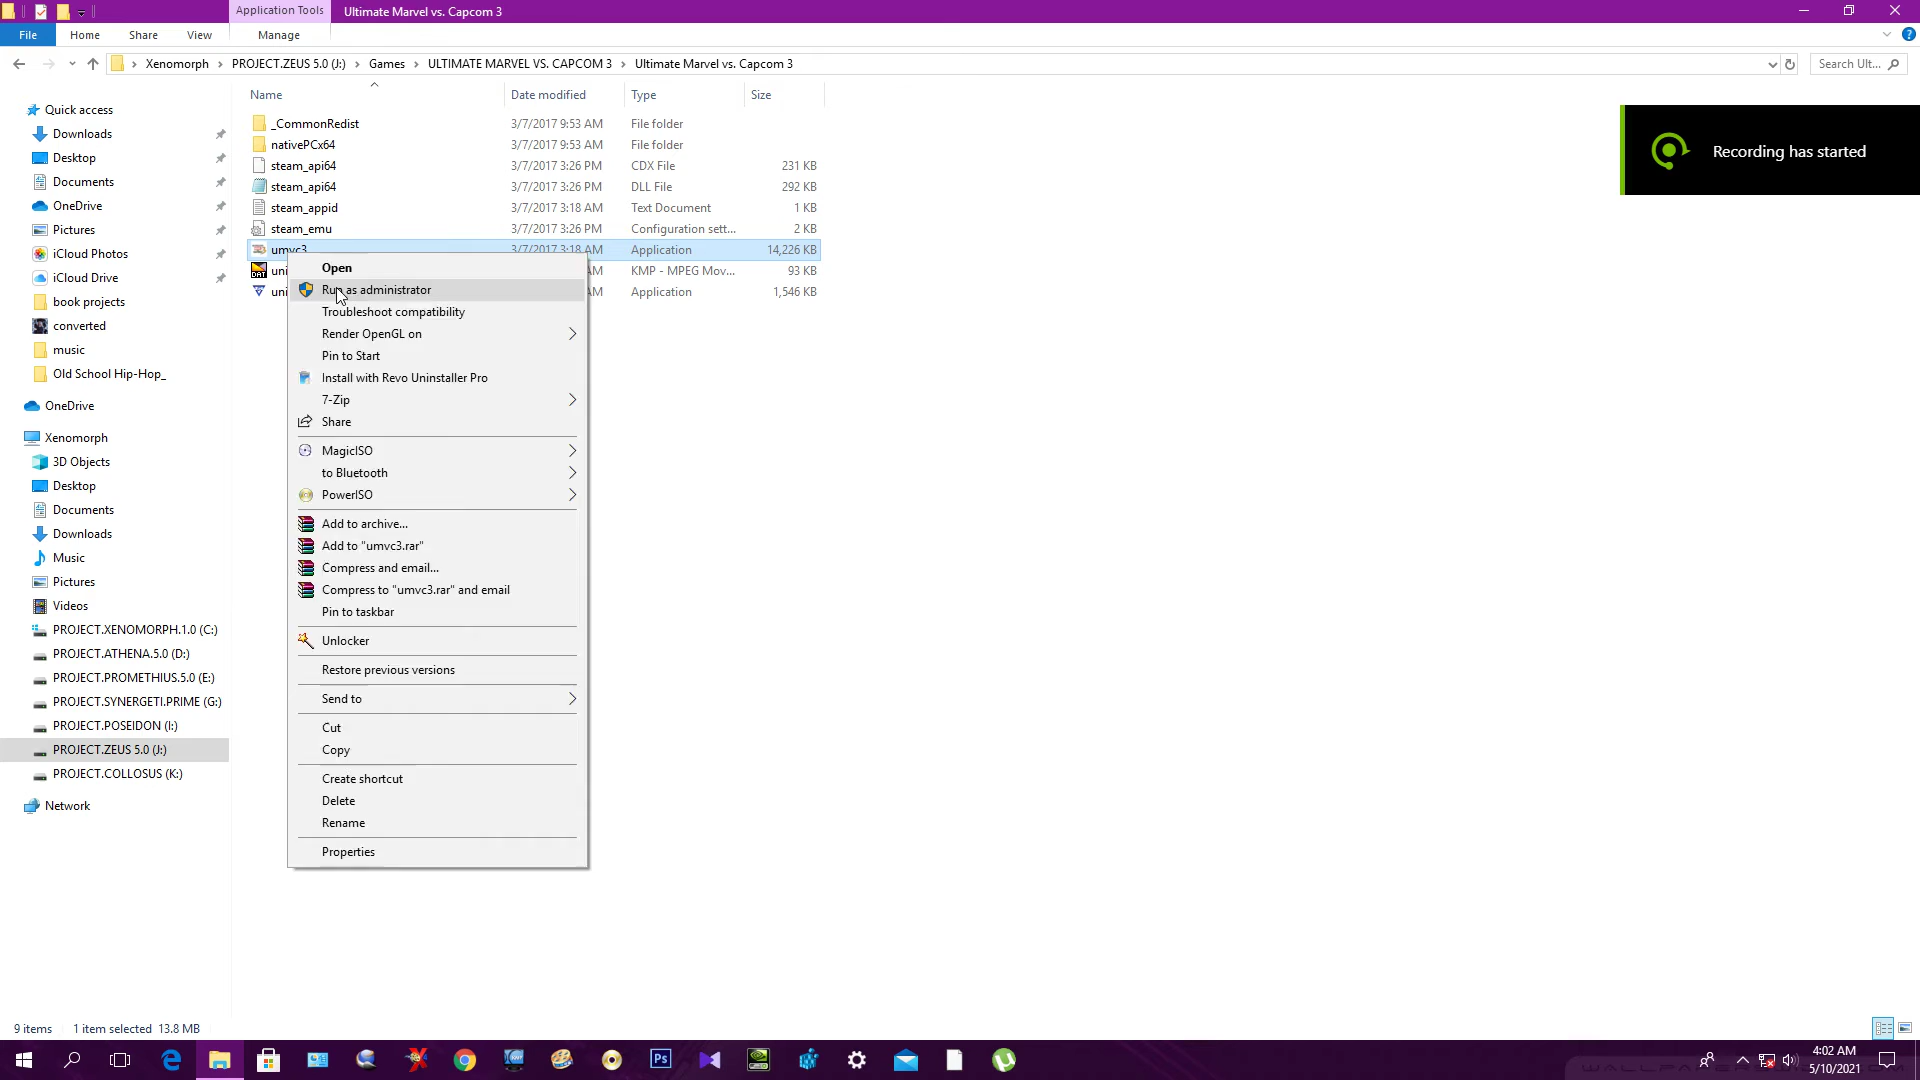 Application Tools
Ultimate Marvel vs. Capcom 3
File
Home
Share
View
Manage
Xenomorph
PROJECT.ZEUS 5.0 (J:)
Games
ULTIMATE MARVEL VS. CAPCOM 3
Ultimate Marvel vs. Capcom 3
Search Ult...
Name
Date modified
Type
Size
Quick access
Downloads
Desktop
Documents
OneDrive
Pictures
iCloud Photos
iCloud Drive
book projects
converted
music
Old School Hip-Hop_
OneDrive
Xenomorph
3D Objects
Desktop
Documents
Downloads
Music
Pictures
Videos
PROJECT.XENOMORPH.1.0 (C:)
PROJECT.ATHENA.5.0 (D:)
PROJECT.PROMETHIUS.5.0 (E:)
PROJECT.SYNERGETI.PRIME (G:)
PROJECT.POSEIDON (I:)
PROJECT.ZEUS 5.0 (J:)
PROJECT.COLLOSUS (K:)
Network
_CommonRedist 3/7/2017 9:53 AM File folder
nativePCx64 3/7/2017 9:53 AM File folder
steam_api64 3/7/2017 3:26 PM CDX File 231 KB
steam_api64 3/7/2017 3:26 PM DLL File 292 KB
steam_appid 3/7/2017 3:18 AM Text Document 1 KB
steam_emu 3/7/2017 3:26 PM Configuration sett... 2 KB
umvc3 3/7/2017 3:18 AM Application 14,226 KB
uni AM KMP - MPEG Mov... 93 KB
uni AM Application 1,546 KB
Open
Run as administrator
Troubleshoot compatibility
Render OpenGL on
Pin to Start
Install with Revo Uninstaller Pro
7-Zip
Share
MagicISO
to Bluetooth
PowerISO
Add to archive...
Add to "umvc3.rar"
Compress and email...
Compress to "umvc3.rar" and email
Pin to taskbar
Unlocker
Restore previous versions
Send to
Cut
Copy
Create shortcut
Delete
Rename
Properties
Recording has started
9 items
1 item selected 13.8 MB
4:02 AM
5/10/2021